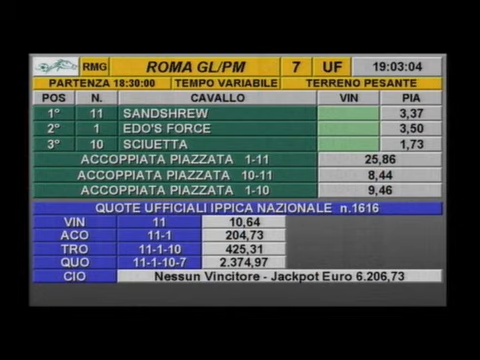 RMG ROMA GL/PM 7 UF 19:03:04
PARTENZA 18:30:00 TEMPO VARIABILE TERRENO PESANTE
POS N. CAVALLO VIN PIA
1° 11 SANDSHREW 3,37
2° 1 EDO'S FORCE 3,50
3° 10 SCIUETTA 1,73
ACCOPPIATA PIAZZATA 1-11 25,86
ACCOPPIATA PIAZZATA 10-11 8,44
ACCOPPIATA PIAZZATA 1-10 9,46
QUOTE UFFICIALI IPPICA NAZIONALE n.1616
VIN 11 10,64
ACO 11-1 204,73
TRO 11-1-10 425,31
QUO 11-1-10-7 2.374,97
CIO Nessun Vincitore - Jackpot Euro 6.206,73